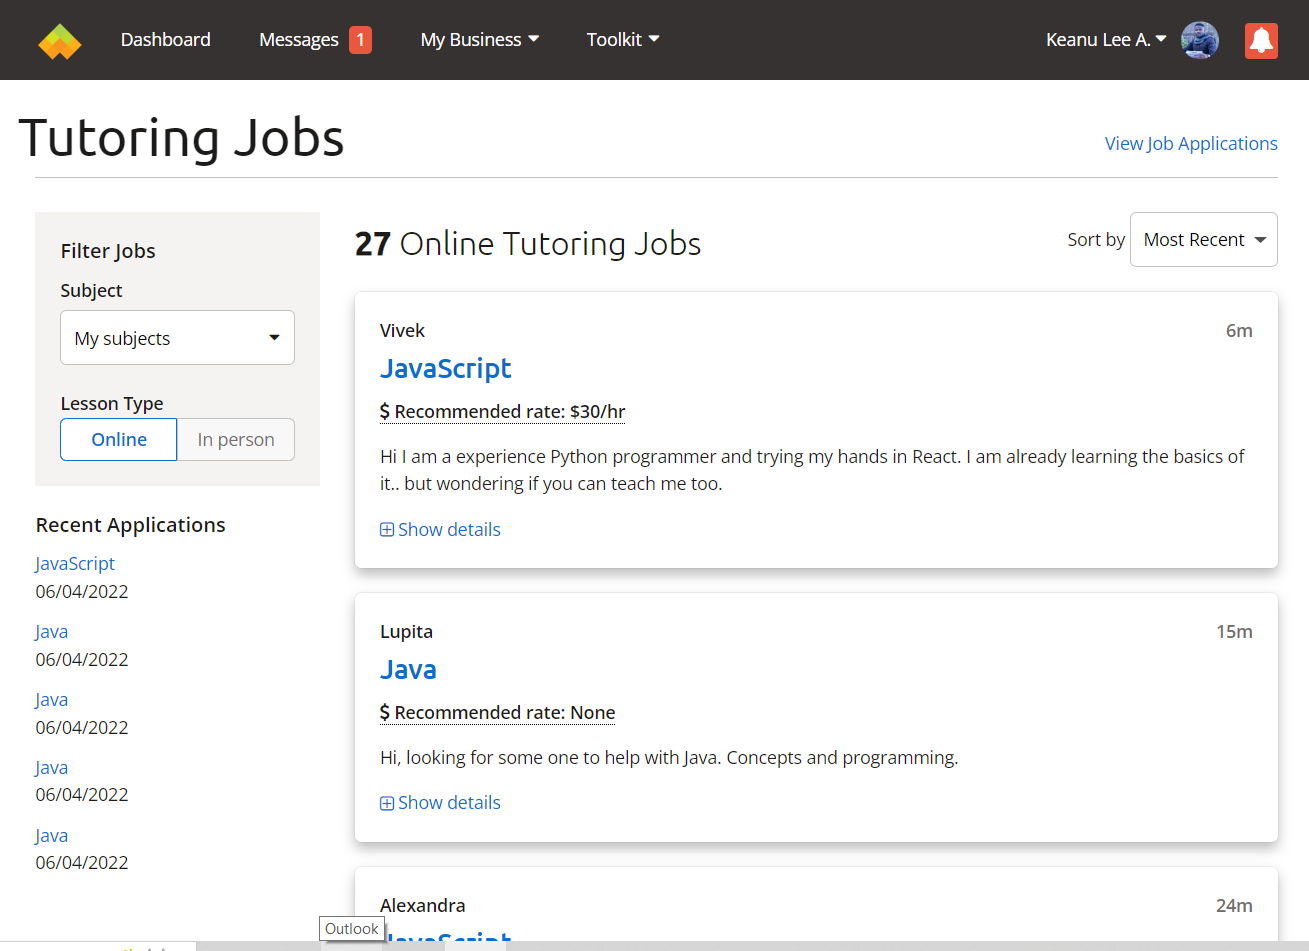 Dashboard Messages 1 My Business Toolkit Keanu Lee A.
Tutoring Jobs
View Job Applications
Filter Jobs
Subject
My subjects
Lesson Type
Online In person
Recent Applications
JavaScript
06/04/2022
Java
06/04/2022
Java
06/04/2022
Java
06/04/2022
Java
06/04/2022
27 Online Tutoring Jobs
Sort by Most Recent
Vivek 6m
JavaScript
$ Recommended rate: $30/hr
Hi I am a experience Python programmer and trying my hands in React. I am already learning the basics of
it.. but wondering if you can teach me too.
Show details
Lupita 15m
Java
$ Recommended rate: None
Hi, looking for some one to help with Java. Concepts and programming.
Show details
Alexandra 24m
JavaScript
Outlook